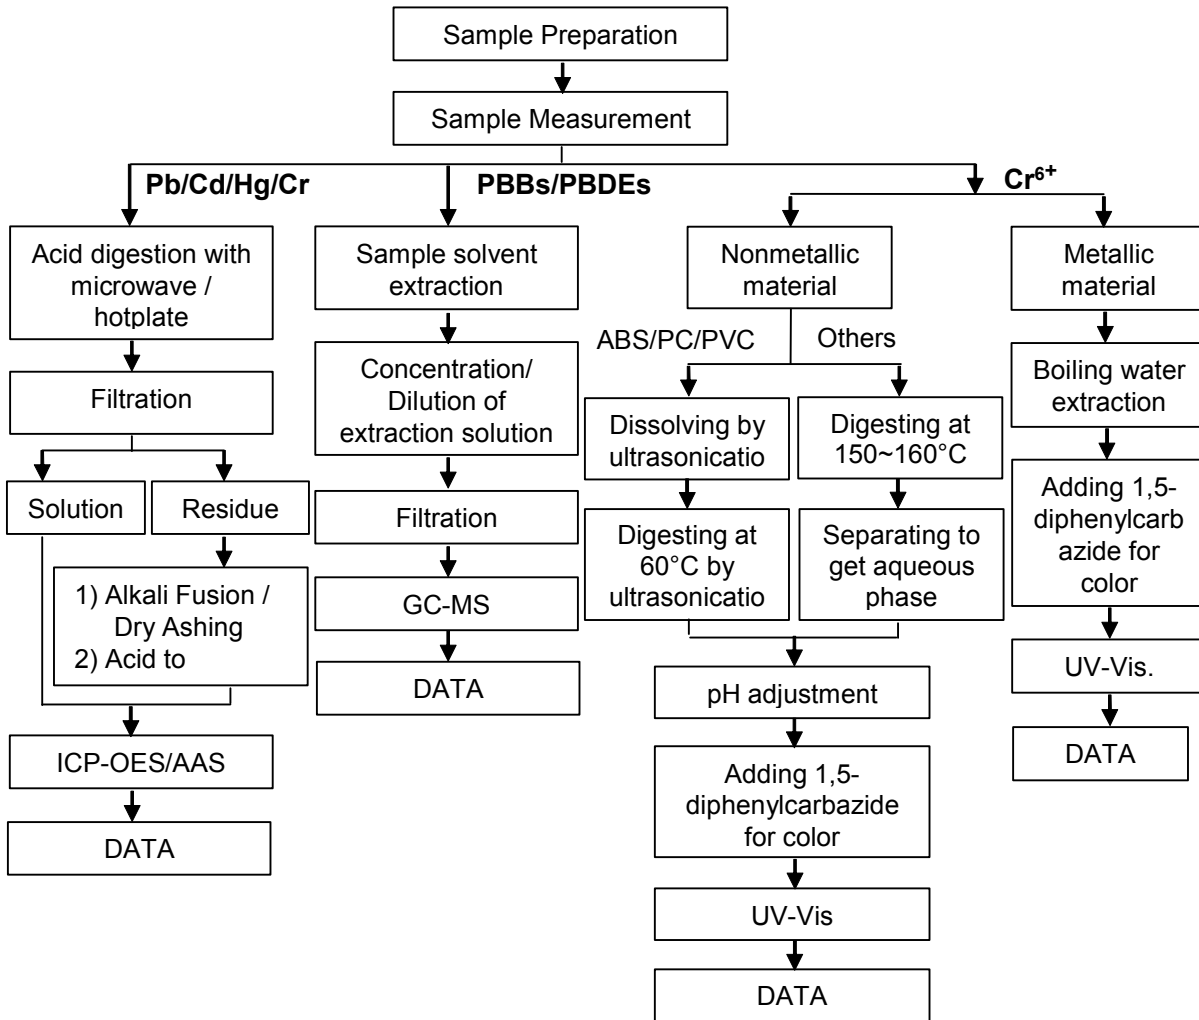 Sample Preparation
Sample Measurement
Pb/Cd/Hg/Cr
PBBs/PBDEs
Cr⁶⁺
Acid digestion with
microwave /
hotplate
Filtration
Solution
Residue
1) Alkali Fusion /
Dry Ashing
2) Acid to
ICP-OES/AAS
DATA
Sample solvent
extraction
Concentration/
Dilution of
extraction solution
Filtration
GC-MS
DATA
Nonmetallic
material
ABS/PC/PVC
Others
Dissolving by
ultrasonicatio
Digesting at
60°C by
ultrasonicatio
Digesting at
150~160°C
Separating to
get aqueous
phase
pH adjustment
Adding 1,5-
diphenylcarbazide
for color
UV-Vis
DATA
Metallic
material
Boiling water
extraction
Adding 1,5-
diphenylcarb
azide for
color
UV-Vis.
DATA